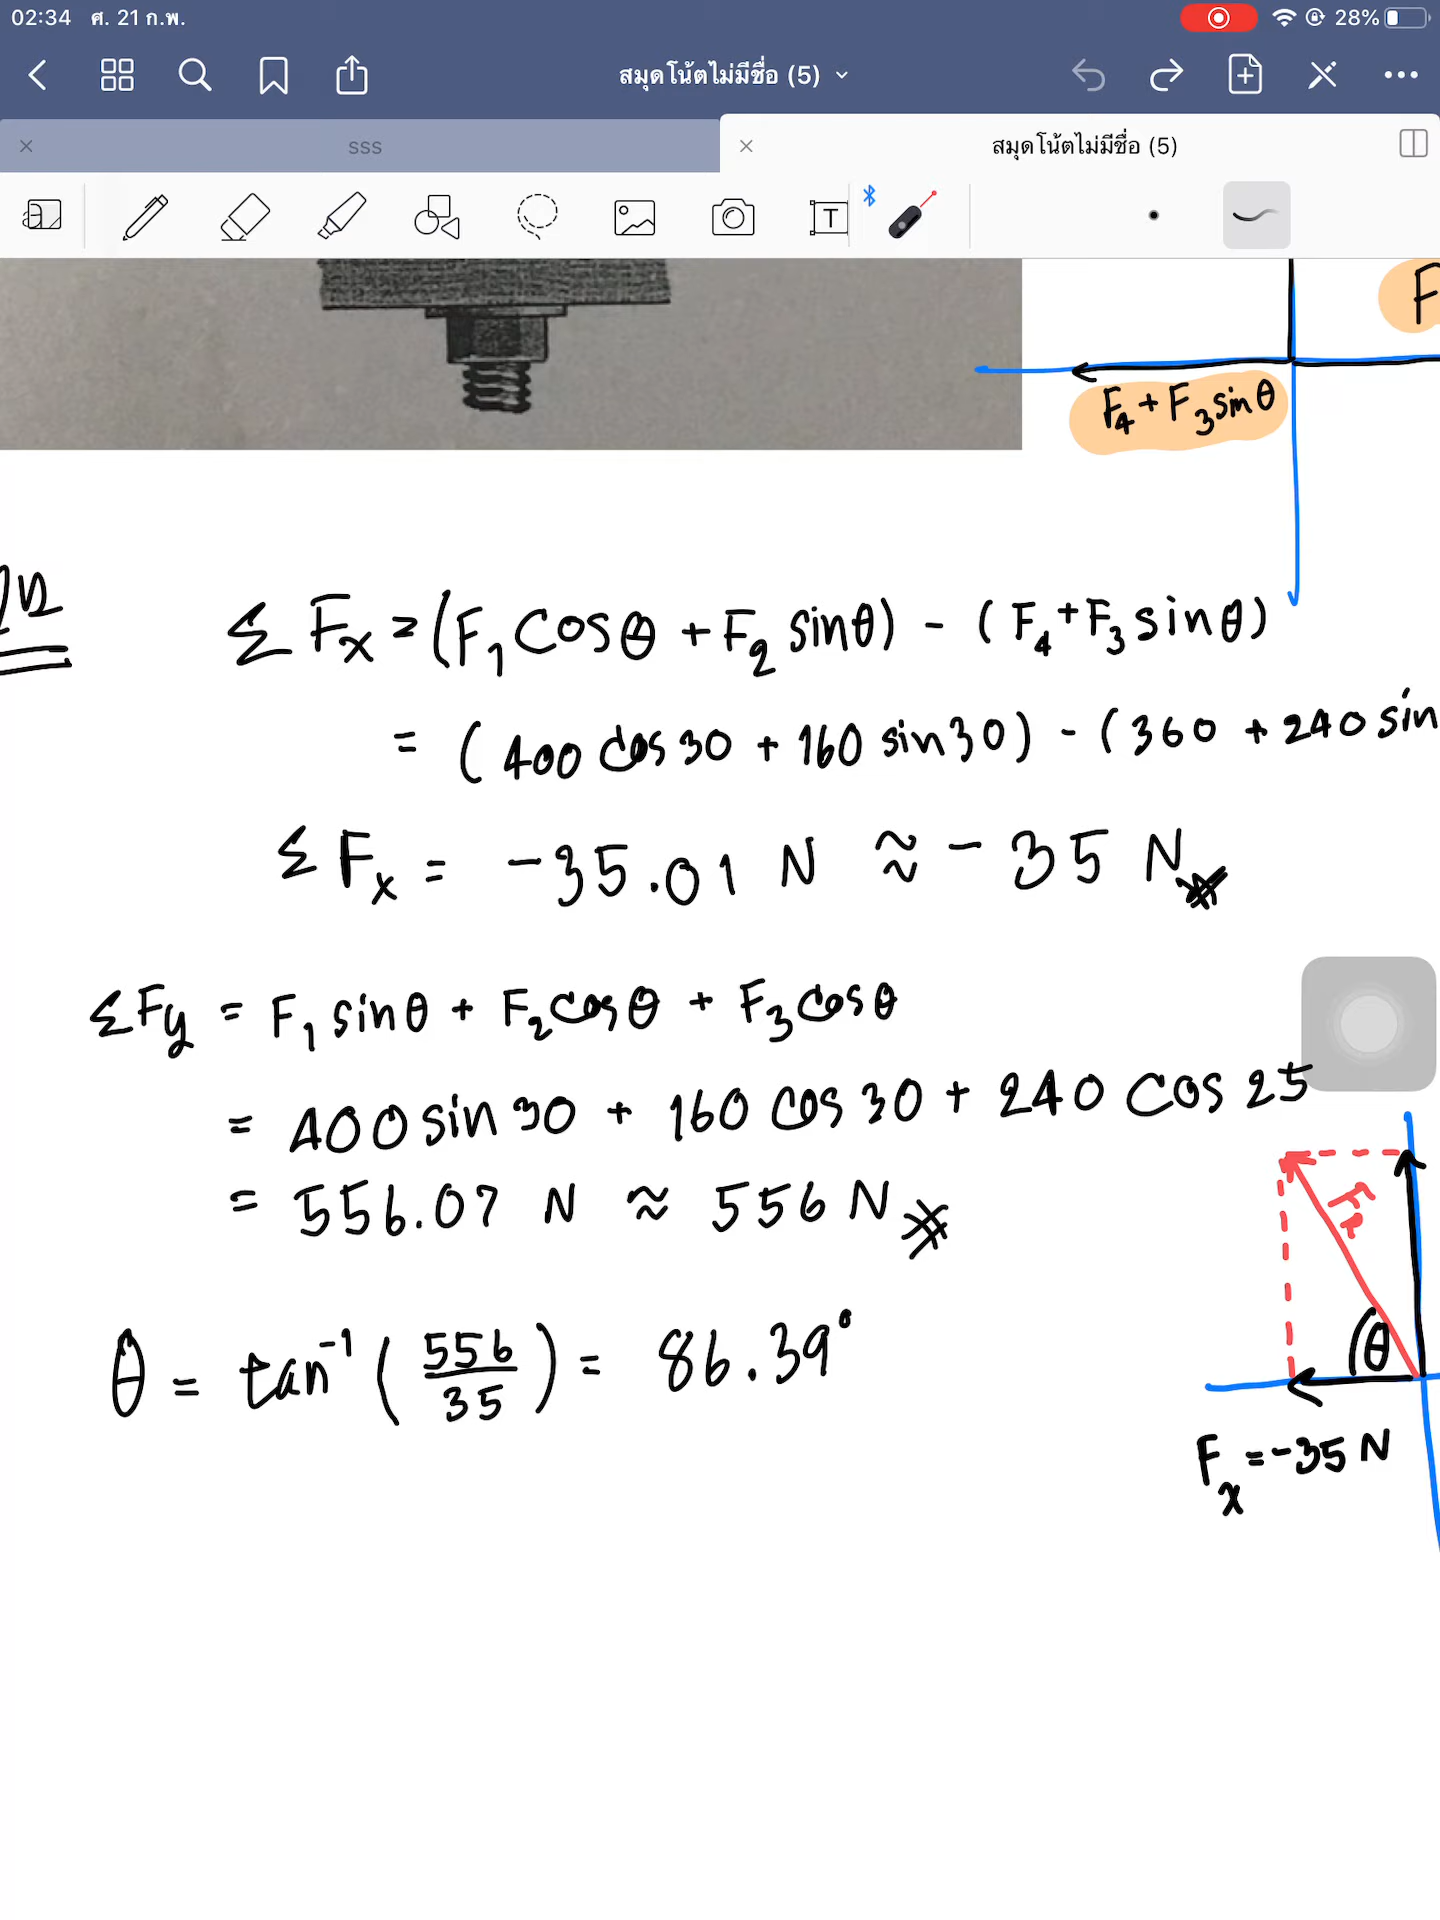 02:34 ศ. 21 ก.พ. 28%
สมุดโน้ตไม่มีชื่อ (5)
sss
สมุดโน้ตไม่มีชื่อ (5)
T
F
F₄ + F₃ sin θ
Σ Fₓ = (F₁ cos θ + F₂ sin θ) - (F₄ + F₃ sin θ)
= (400 cos 30 + 160 sin 30) - (360 + 240 sin
Σ Fₓ = -35.01 N ≈ -35 N
ΣFy = F₁ sin θ + F₂ cos θ + F₃ cos θ
= 400 sin 30 + 160 cos 30 + 240 cos 25
= 556.07 N ≈ 556 N
θ = tan⁻¹ (556/35) = 86.39°
θ
Fₓ = -35 N